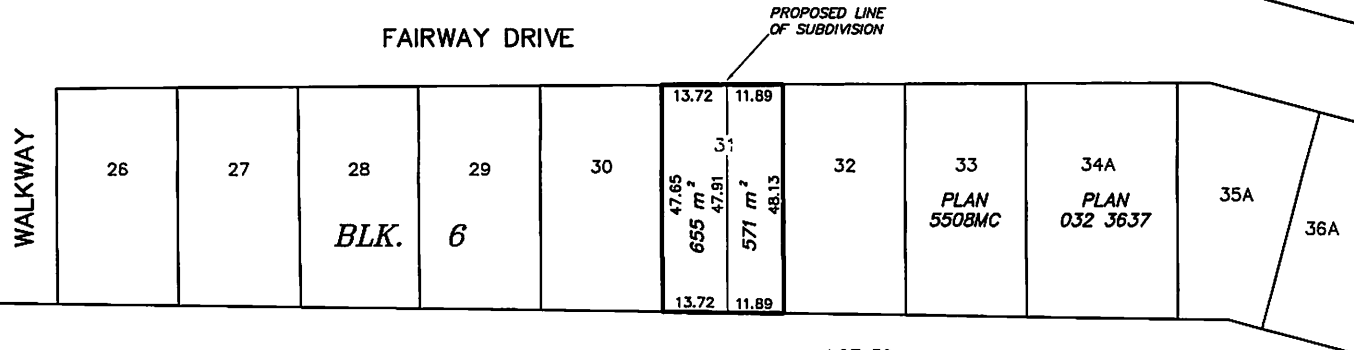 PROPOSED LINE
OF SUBDIVISION
FAIRWAY DRIVE
WALKWAY
13.72
11.89
26
27
28
29
30
31
32
33
34A
35A
36A
PLAN
5508MC
PLAN
032 3637
BLK. 6
47.65
655 m²
47.91
571 m²
48.13
13.72
11.89